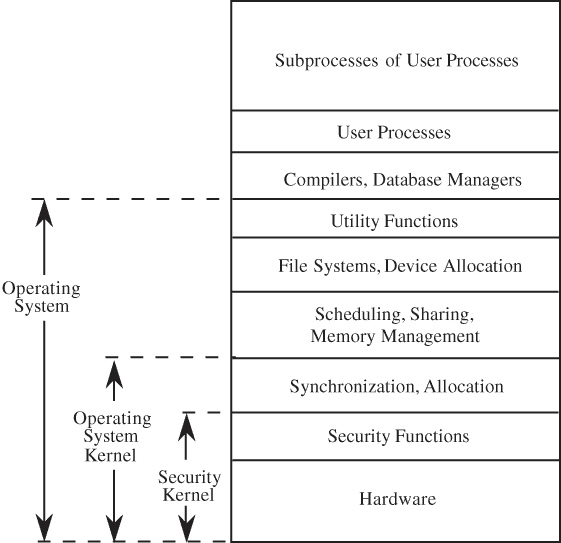 Subprocesses of User Processes
User Processes
Compilers, Database Managers
Utility Functions
File Systems, Device Allocation
Scheduling, Sharing,
Memory Management
Synchronization, Allocation
Security Functions
Hardware
Operating
System
Operating
System
Kernel
Security
Kernel